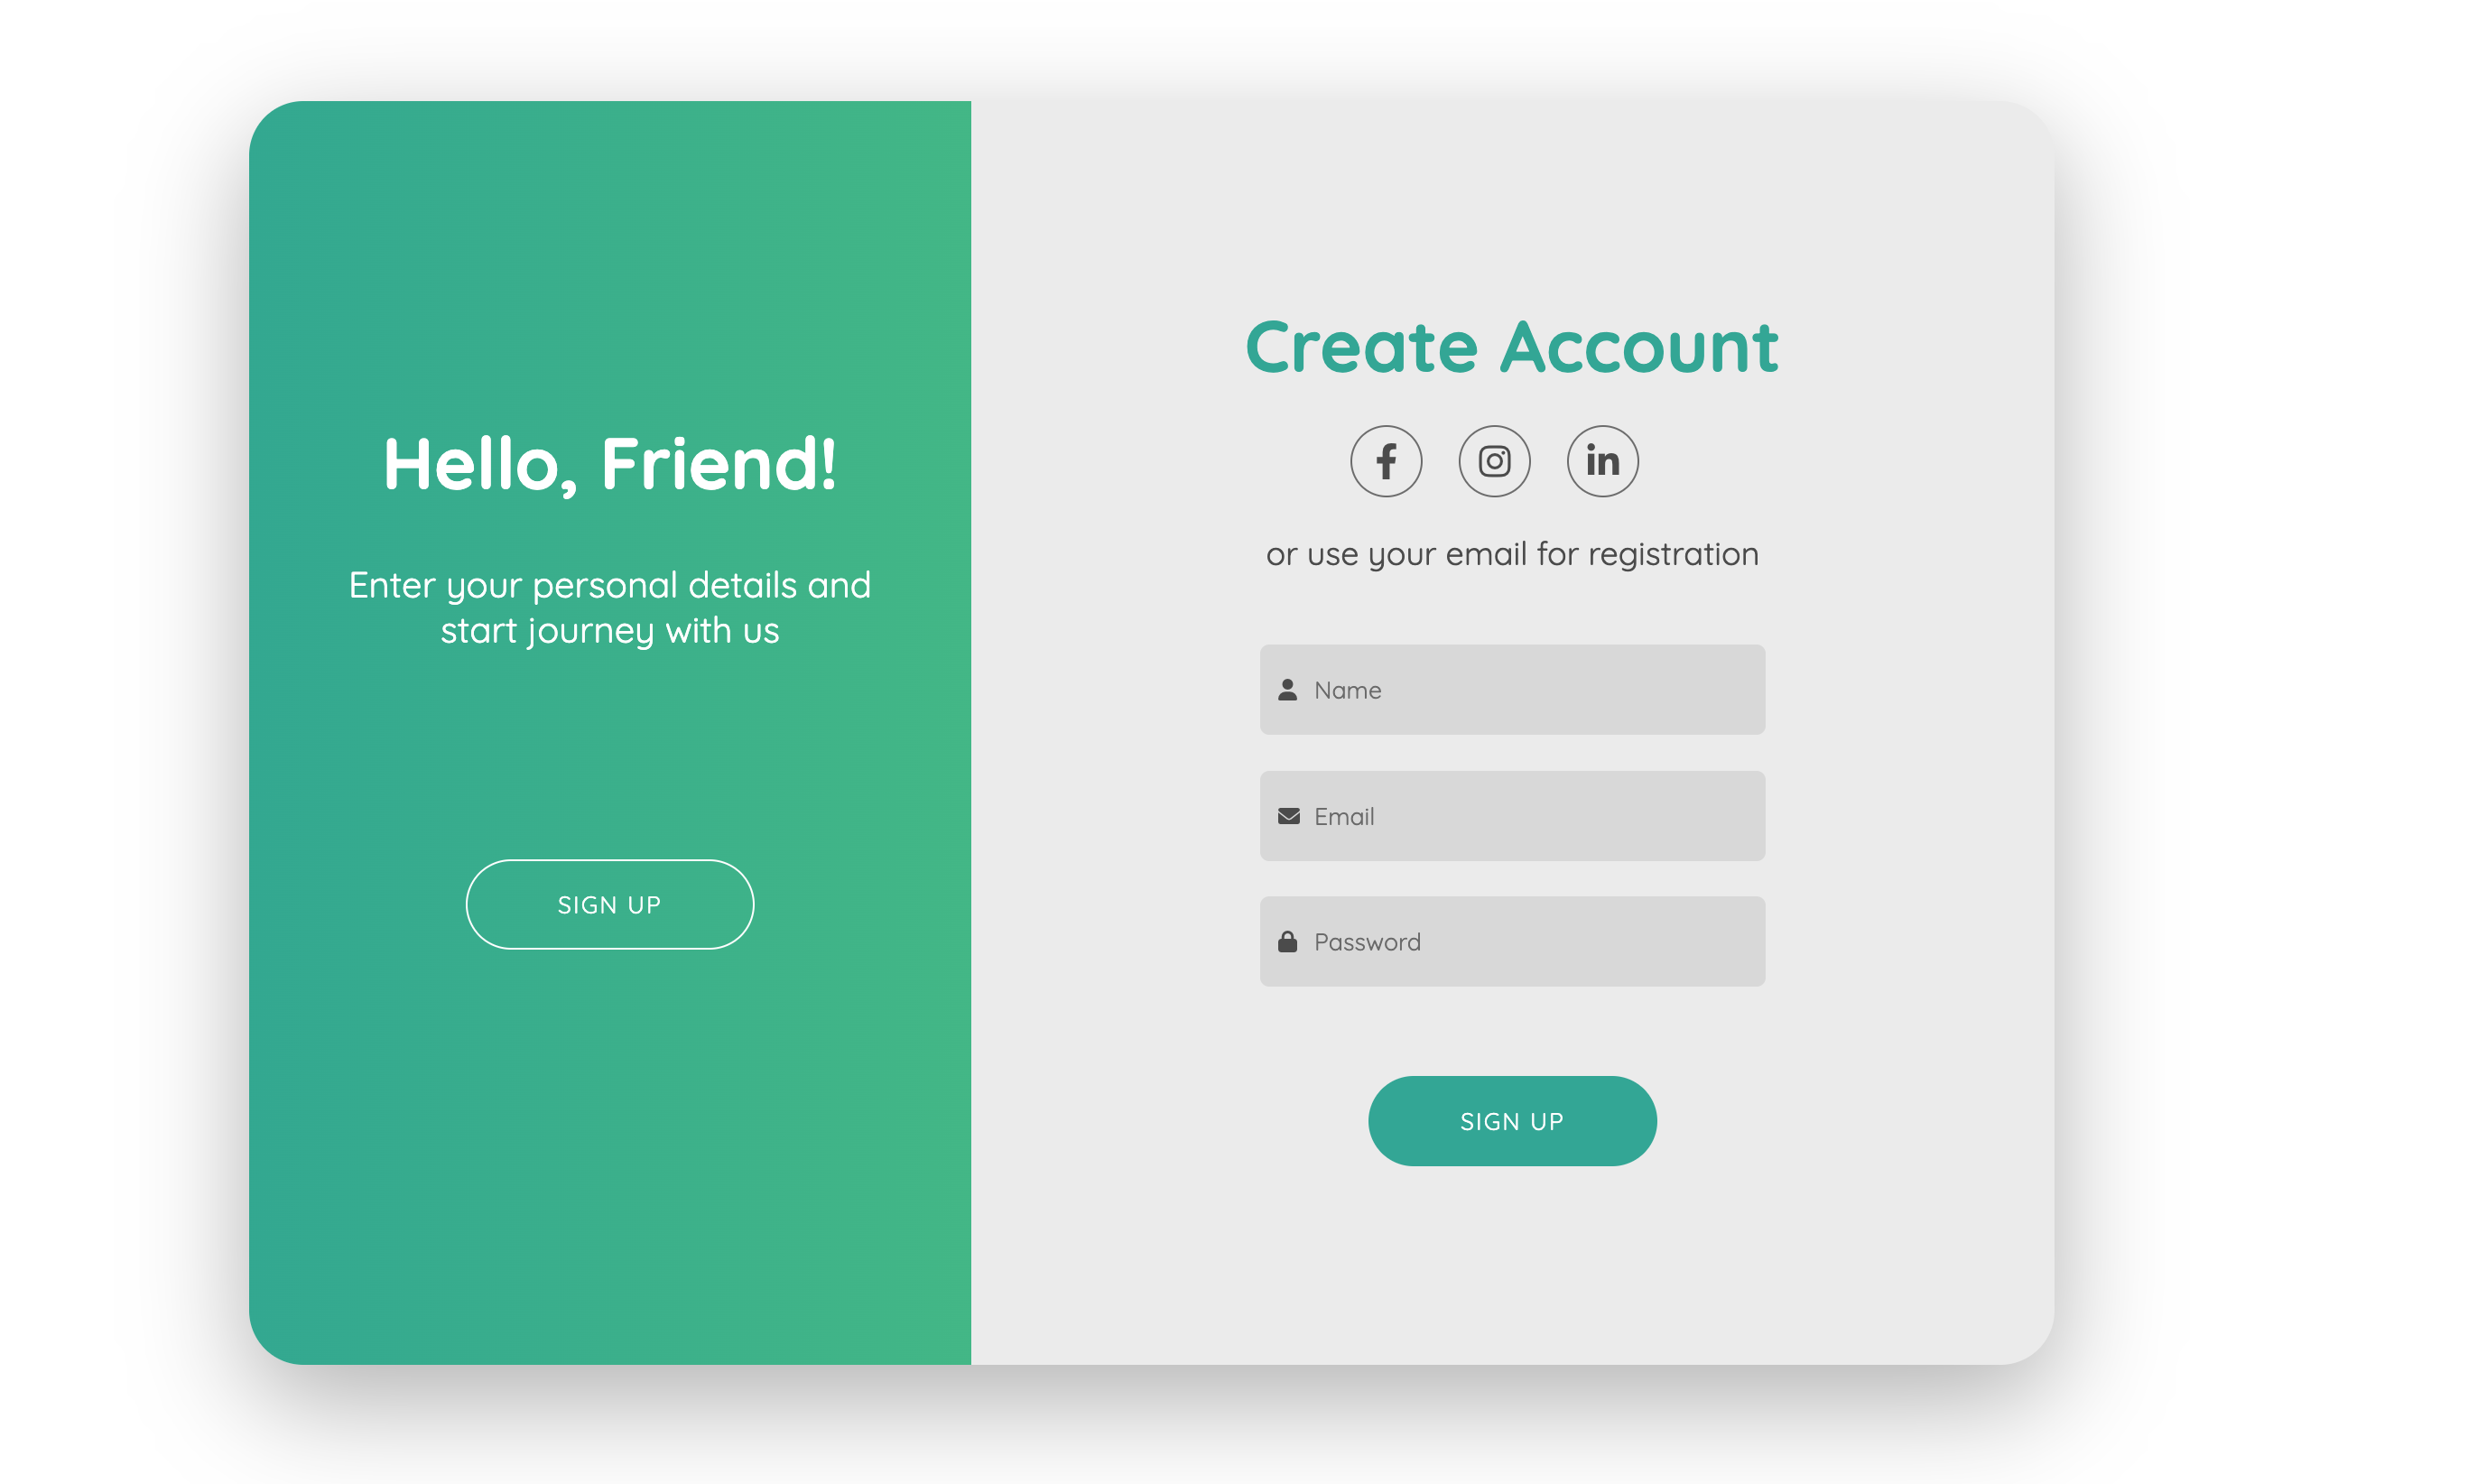 Hello, Friend!
Enter your personal details and
start journey with us
SIGN UP
Create Account
or use your email for registration
Name
Email
Password
SIGN UP